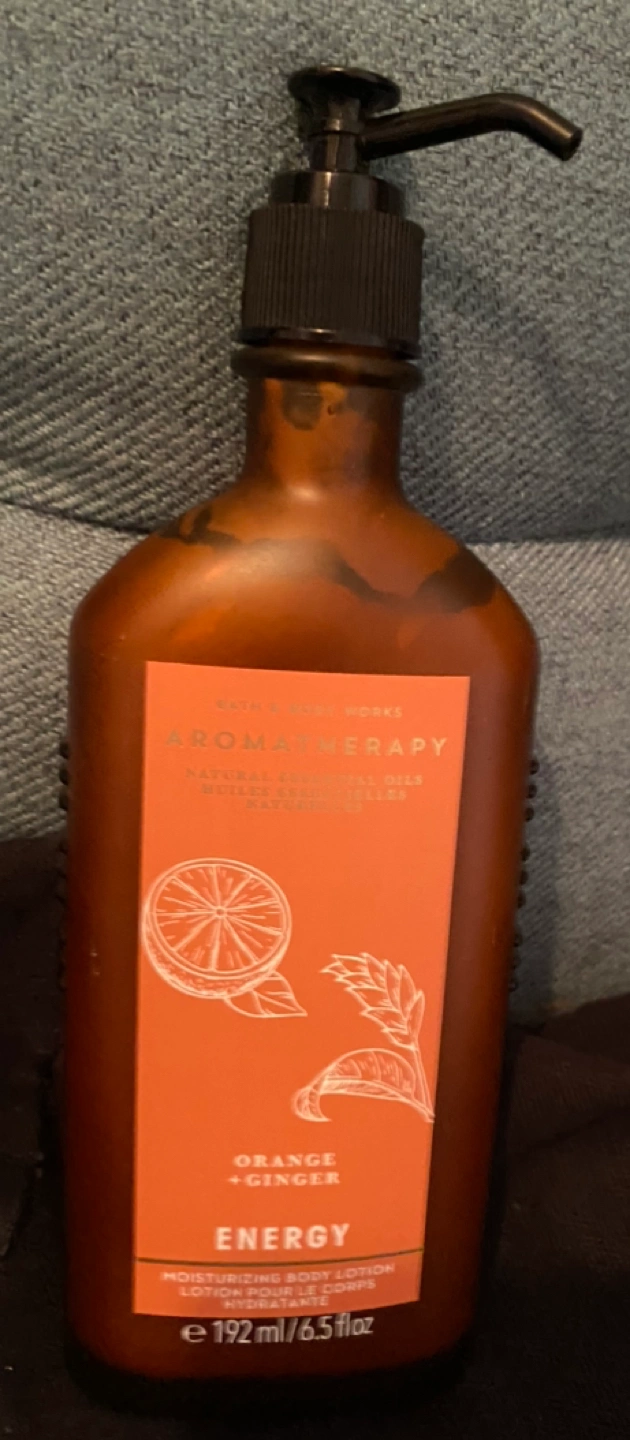 BATH & BODY WORKS
AROMATHERAPY
NATURAL ESSENTIAL OILS
HUILES ESSENTIELLES
NATURELLES
ORANGE
+GINGER
ENERGY
MOISTURIZING BODY LOTION
LOTION POUR LE CORPS
HYDRATANTE
℮ 192 ml/6.5 fl oz